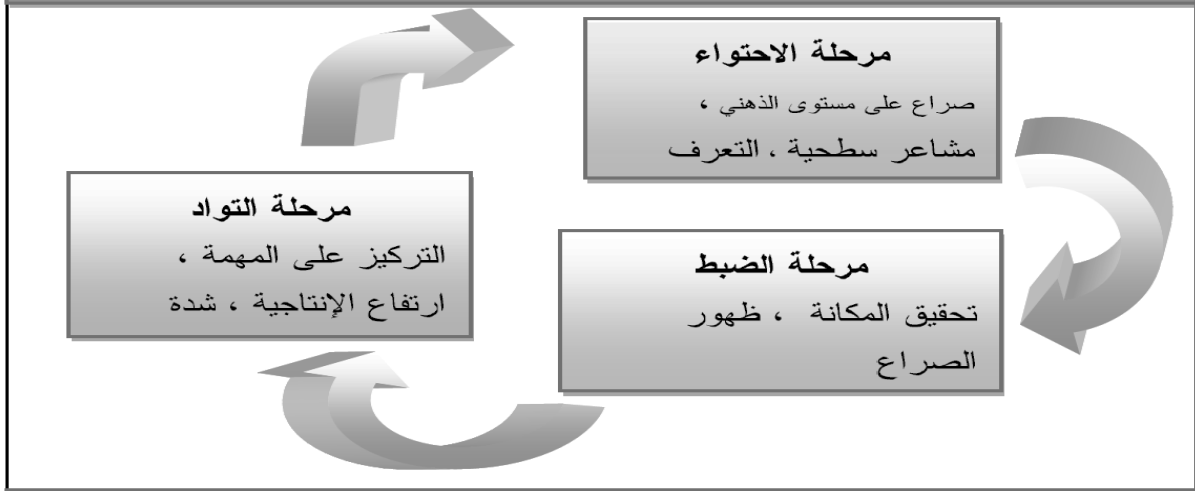 مرحلة الاحتواء
صراع على مستوى الذهني ،
مشاعر سطحية ، التعرف
مرحلة الضبط
تحقيق المكانة ، ظهور
الصراع
مرحلة التواد
التركيز على المهمة ،
ارتفاع الإنتاجية ، شدة